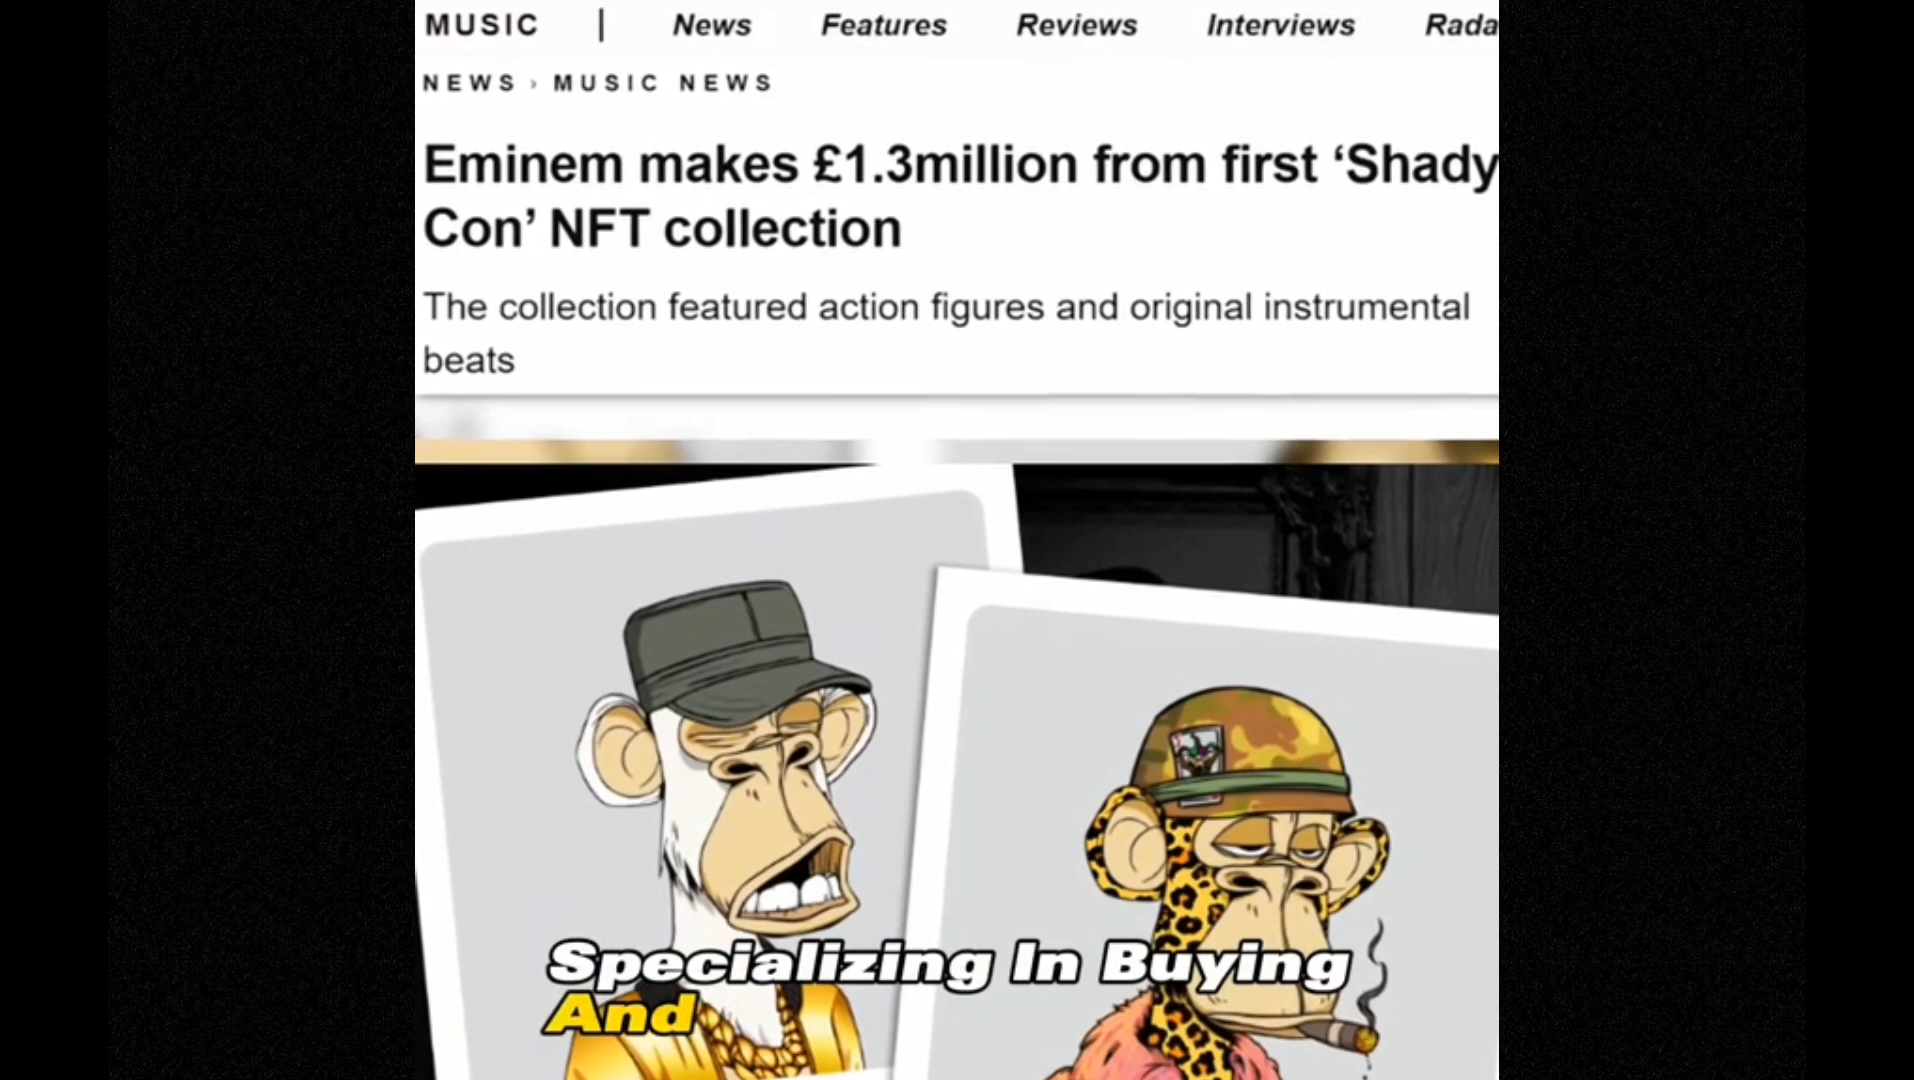 MUSIC | News Features Reviews Interviews Rada
NEWS › MUSIC NEWS
Eminem makes £1.3million from first ‘Shady
Con’ NFT collection
The collection featured action figures and original instrumental
beats
Specializing In Buying
And